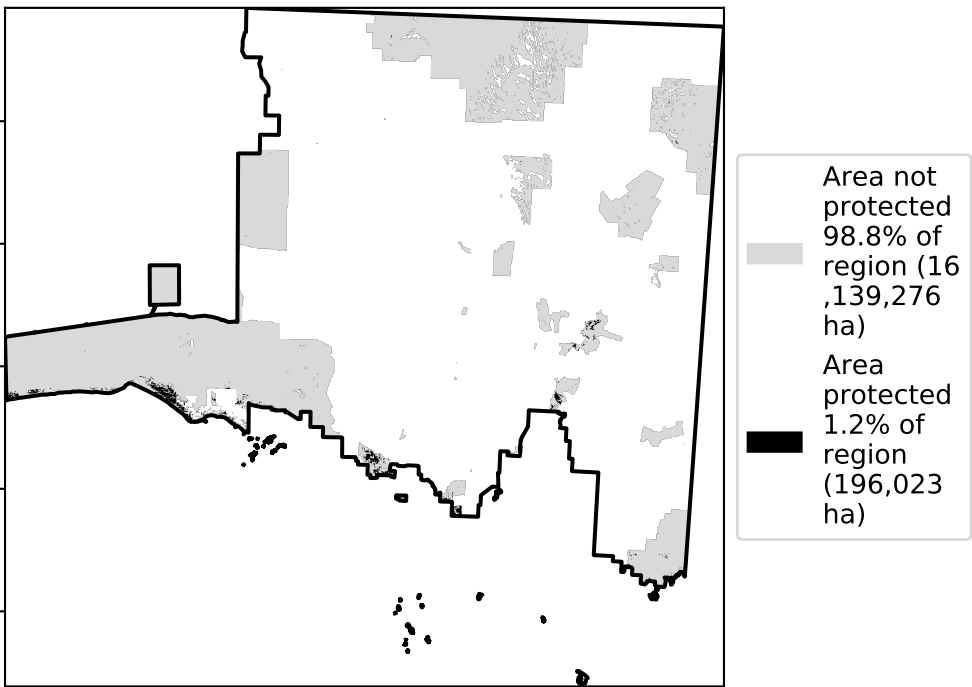 Area not
protected
98.8% of
region (16
,139,276
ha)
Area
protected
1.2% of
region
(196,023
ha)